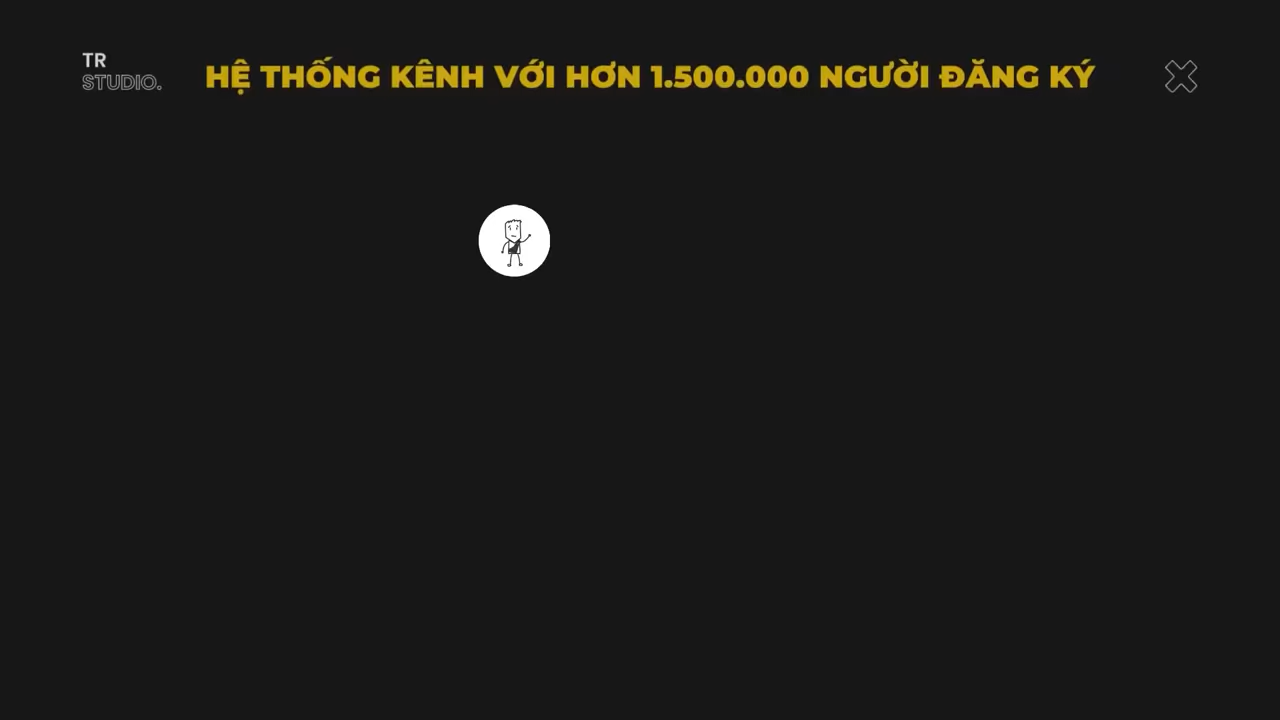 TR
STUDIO.
HỆ THỐNG KÊNH VỚI HƠN 1.500.000 NGƯỜI ĐĂNG KÝ